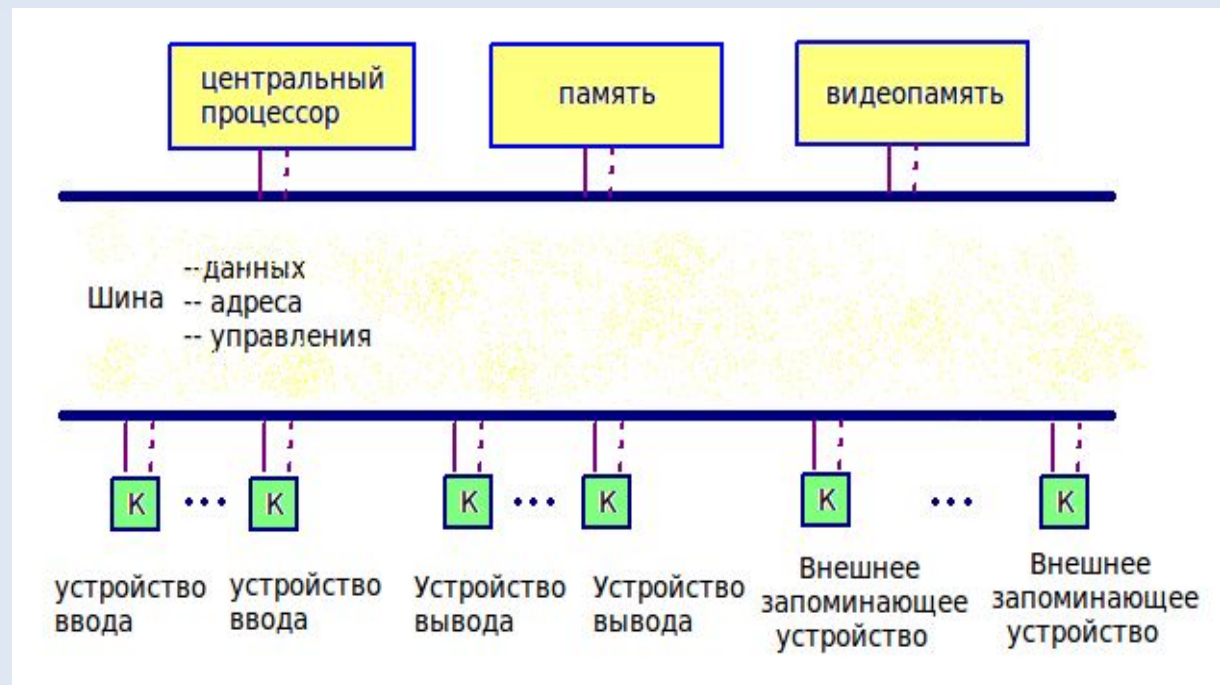 центральный
процессор
память
видеопамять
Шина
--данных
-- адреса
-- управления
К
К
К
К
К
К
устройство
ввода
устройство
ввода
Устройство
вывода
Устройство
вывода
Внешнее
запоминающее
устройство
Внешнее
запоминающее
устройство